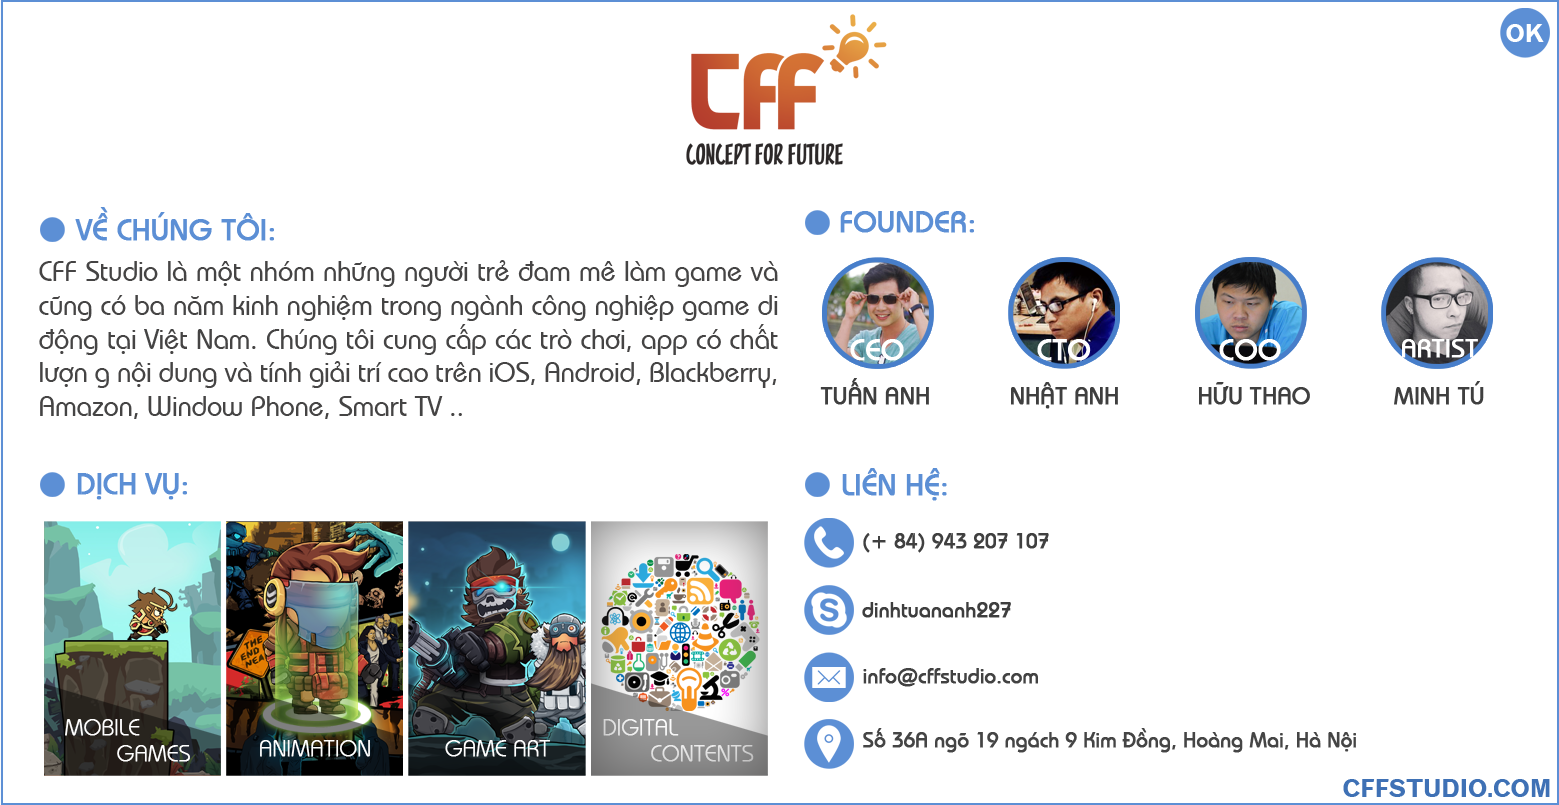 OK
CFF
CONCEPT FOR FUTURE
VỀ CHÚNG TÔI:
CFF Studio là một nhóm những người trẻ đam mê làm game và
cũng có ba năm kinh nghiệm trong ngành công nghiệp game di
động tại Việt Nam. Chúng tôi cung cấp các trò chơi, app có chất
lượn g nội dung và tính giải trí cao trên iOS, Android, Blackberry,
Amazon, Window Phone, Smart TV ..
FOUNDER:
CEO
CTO
COO
ARTIST
TUẤN ANH
NHẬT ANH
HỮU THAO
MINH TÚ
DỊCH VỤ:
THE
END
NEA
MOBILE
GAMES
ANIMATION
GAME ART
DIGITAL
CONTENTS
LIÊN HỆ:
(+ 84) 943 207 107
dinhtuananh227
info@cffstudio.com
Số 36A ngõ 19 ngách 9 Kim Đồng, Hoàng Mai, Hà Nội
CFFSTUDIO.COM